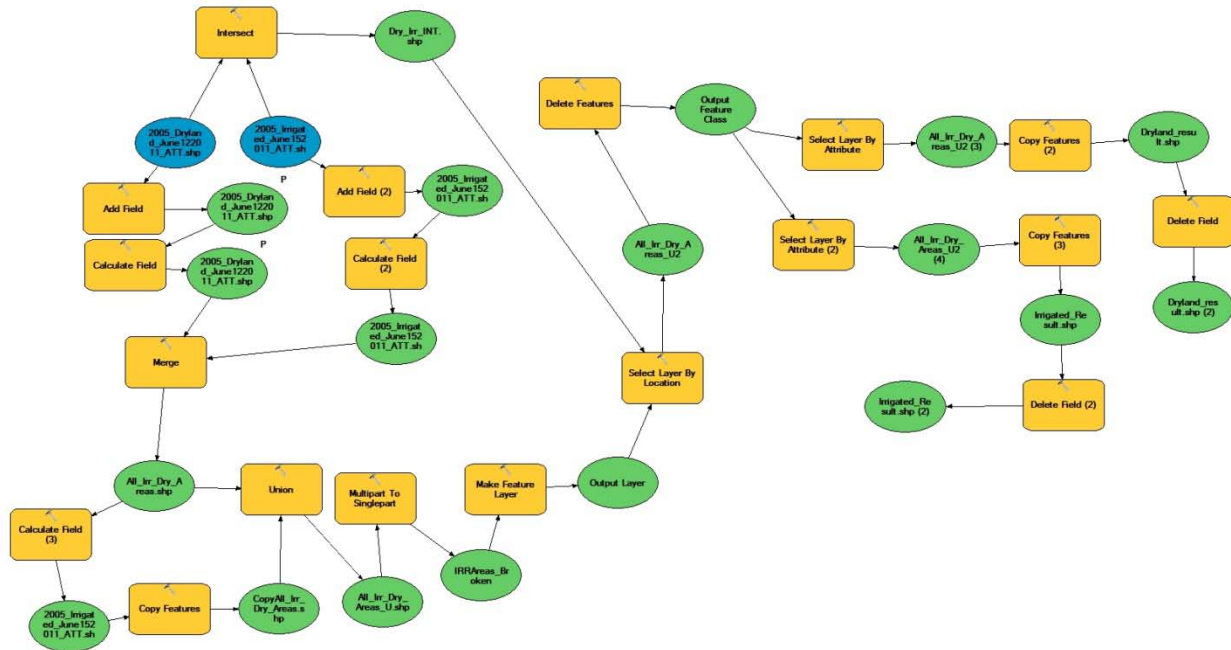 Intersect
Dry_Irr_INT.
shp
2005_Drylan
d_June1220
11_ATT.shp
2005_Irrigat
ed_June152
011_ATT.sh
P
Add Field
2005_Drylan
d_June1220
11_ATT.shp
P
Add Field (2)
2005_Irrigat
ed_June152
011_ATT.sh
Calculate Field
2005_Drylan
d_June1220
11_ATT.shp
Calculate Field
(2)
2005_Irrigat
ed_June152
011_ATT.sh
Merge
All_Irr_Dry_A
reas.shp
Calculate Field
(3)
2005_Irrigat
ed_June152
011_ATT.sh
Copy Features
CopyAll_Irr_
Dry_Areas.s
hp
Union
All_Irr_Dry_
Areas_U.shp
Multipart To
Singlepart
IRRAreas_Br
oken
Make Feature
Layer
Output Layer
Select Layer By
Location
All_Irr_Dry_A
reas_U2
Delete Features
Output
Feature
Class
Select Layer By
Attribute
All_Irr_Dry_A
reas_U2 (3)
Copy Features
(2)
Dryland_resu
lt.shp
Delete Field
Dryland_res
ult.shp (2)
Select Layer By
Attribute (2)
All_Irr_Dry_
Areas_U2
(4)
Copy Features
(3)
Irrigated_Re
sult.shp
Delete Field (2)
Irrigated_Re
sult.shp (2)